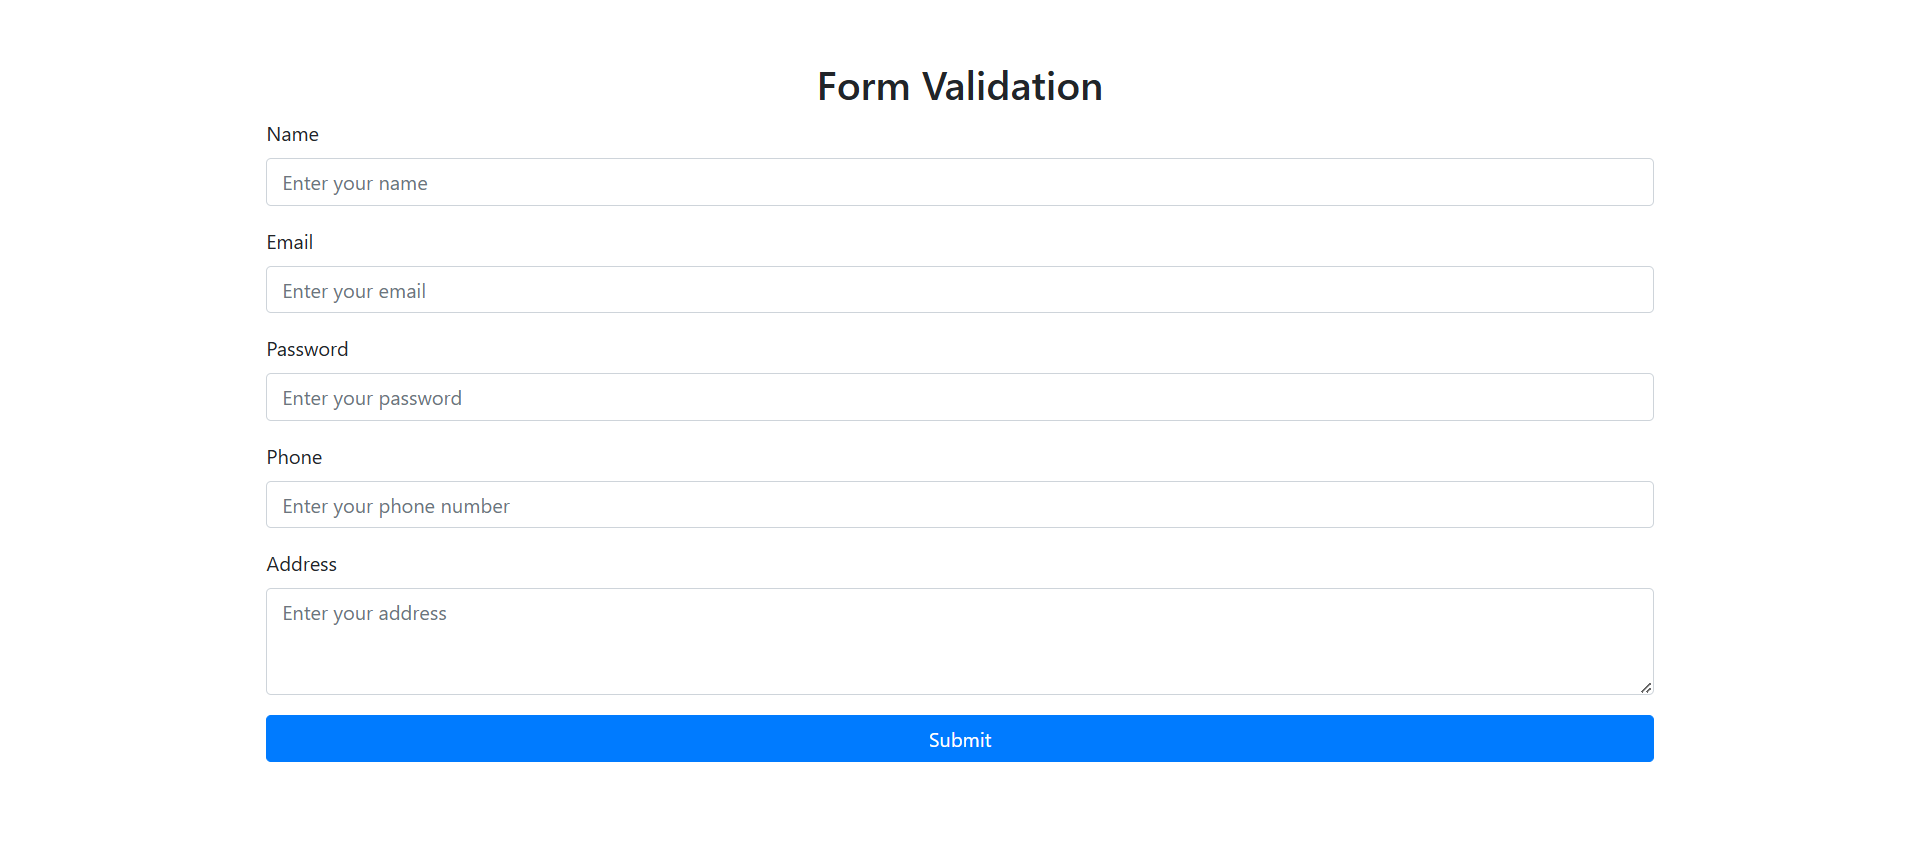 Form Validation
Name
Enter your name
Email
Enter your email
Password
Enter your password
Phone
Enter your phone number
Address
Enter your address
Submit